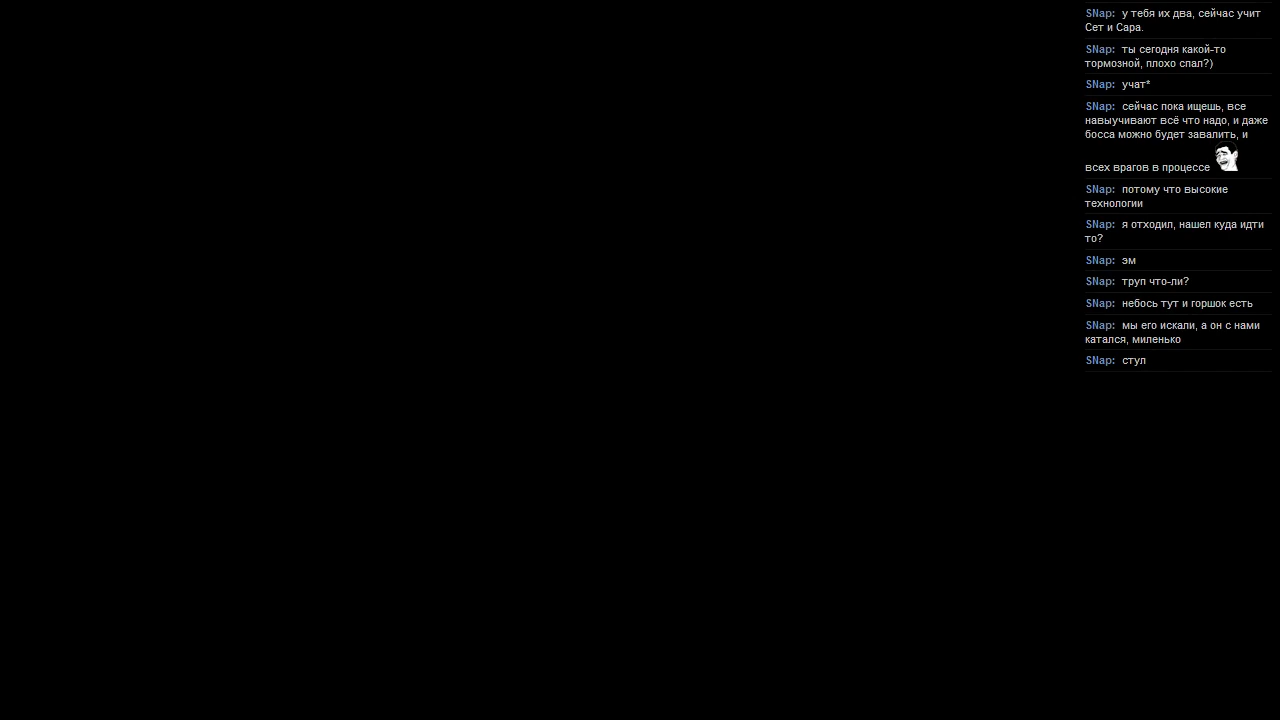 SNap: у тебя их два, сейчас учит
Сет и Сара.
SNap: ты сегодня какой-то
тормозной, плохо спал?)
SNap: учат*
SNap: сейчас пока ищешь, все
навыучивают всё что надо, и даже
босса можно будет завалить, и
всех врагов в процессе
SNap: потому что высокие
технологии
SNap: я отходил, нашел куда идти
то?
SNap: эм
SNap: труп что-ли?
SNap: небось тут и горшок есть
SNap: мы его искали, а он с нами
катался, миленько
SNap: стул